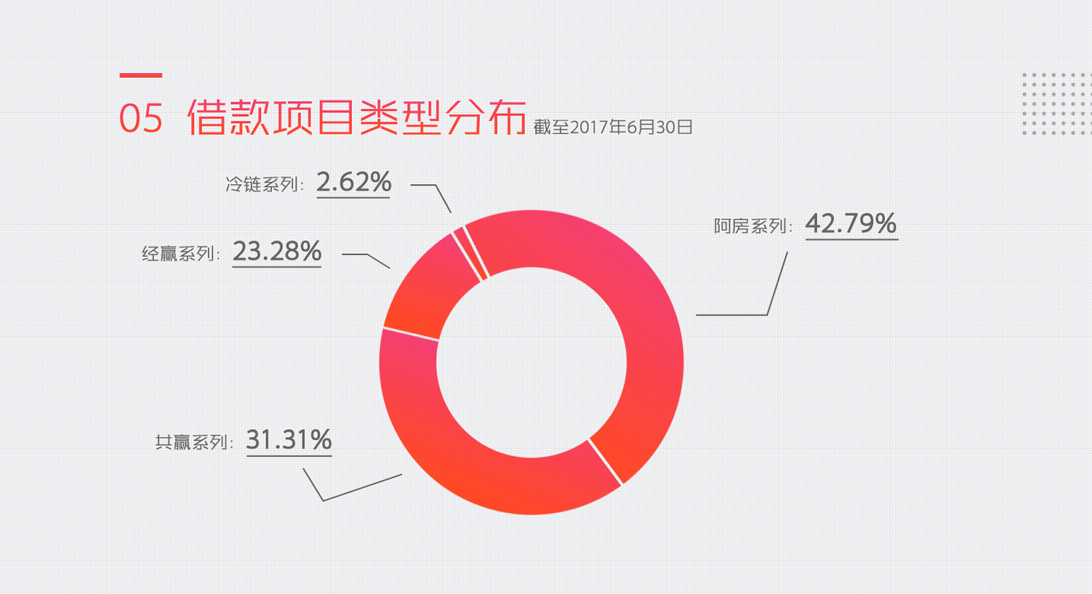 05 借款项目类型分布 截至2017年6月30日
冷链系列: 2.62%
阿房系列: 42.79%
经赢系列: 23.28%
共赢系列: 31.31%